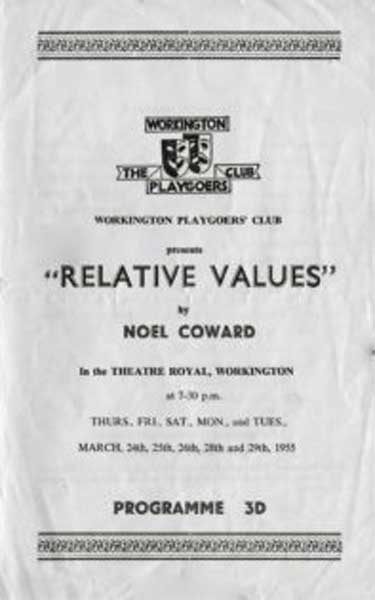 WORKINGTON
THE CLUB
PLAYGOERS
WORKINGTON PLAYGOERS' CLUB
presents
"RELATIVE VALUES"
by
NOEL COWARD
In the THEATRE ROYAL, WORKINGTON
at 7-30 p.m.
THURS., FRI., SAT., MON., and TUES.,
MARCH, 24th, 25th, 26th, 28th and 29th, 1955
PROGRAMME 3D